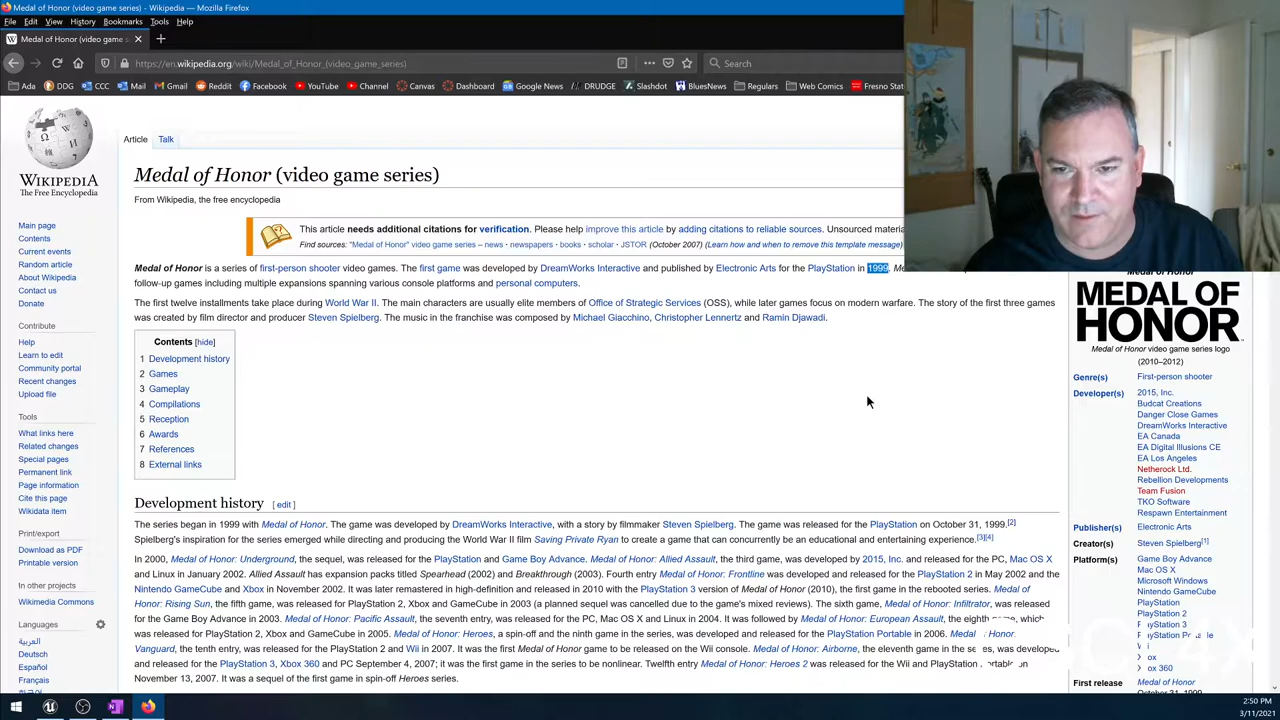 Medal of Honor (video game series) - Wikipedia - Mozilla Firefox
File Edit View History Bookmarks Tools Help
Medal of Honor (video game s
https://en.wikipedia.org/wiki/Medal_of_Honor_(video_game_series)
Search
Ada DDG CCC Mail Gmail Reddit Facebook YouTube Channel Canvas Dashboard Google News DRUDGE Slashdot BluesNews Regulars Web Comics Fresno Stat
WIKIPEDIA
The Free Encyclopedia
Main page
Contents
Current events
Random article
About Wikipedia
Contact us
Donate
Contribute
Help
Learn to edit
Community portal
Recent changes
Upload file
Tools
What links here
Related changes
Special pages
Permanent link
Page information
Cite this page
Wikidata item
Print/export
Download as PDF
Printable version
In other projects
Wikimedia Commons
Languages
العربية
Deutsch
Español
Français
한국어
Article Talk
Medal of Honor (video game series)
From Wikipedia, the free encyclopedia
This article needs additional citations for verification. Please help improve this article by adding citations to reliable sources. Unsourced materia
Find sources: "Medal of Honor" video game series – news · newspapers · books · scholar · JSTOR (October 2007) (Learn how and when to remove this template message)
Medal of Honor is a series of first-person shooter video games. The first game was developed by DreamWorks Interactive and published by Electronic Arts for the PlayStation in 1999.
follow-up games including multiple expansions spanning various console platforms and personal computers.
The first twelve installments take place during World War II. The main characters are usually elite members of Office of Strategic Services (OSS), while later games focus on modern warfare. The story of the first three games
was created by film director and producer Steven Spielberg. The music in the franchise was composed by Michael Giacchino, Christopher Lennertz and Ramin Djawadi.
Contents [hide]
1 Development history
2 Games
3 Gameplay
4 Compilations
5 Reception
6 Awards
7 References
8 External links
Development history [ edit ]
The series began in 1999 with Medal of Honor. The game was developed by DreamWorks Interactive, with a story by filmmaker Steven Spielberg. The game was released for the PlayStation on October 31, 1999.[2]
Spielberg's inspiration for the series emerged while directing and producing the World War II film Saving Private Ryan to create a game that can concurrently be an educational and entertaining experience.[3][4]
In 2000, Medal of Honor: Underground, the sequel, was released for the PlayStation and Game Boy Advance. Medal of Honor: Allied Assault, the third game, was developed by 2015, Inc. and released for the PC, Mac OS X
and Linux in January 2002. Allied Assault has expansion packs titled Spearhead (2002) and Breakthrough (2003). Fourth entry Medal of Honor: Frontline was developed and released for the PlayStation 2 in May 2002 and the
Nintendo GameCube and Xbox in November 2002. It was later remastered in high-definition and released in 2010 with the PlayStation 3 version of Medal of Honor (2010), the first game in the rebooted series. Medal of
Honor: Rising Sun, the fifth game, was released for PlayStation 2, Xbox and GameCube in 2003 (a planned sequel was cancelled due to the game's mixed reviews). The sixth game, Medal of Honor: Infiltrator, was released
for the Game Boy Advance in 2003. Medal of Honor: Pacific Assault, the seventh entry, was released for the PC, Mac OS X and Linux in 2004. It was followed by Medal of Honor: European Assault, the eighth game, which
was released for PlayStation 2, Xbox and GameCube in 2005. Medal of Honor: Heroes, a spin-off and the ninth game in the series, was developed and released for the PlayStation Portable in 2006. Medal Honor:
Vanguard, the tenth entry, was released for PlayStation 2 and Wii in 2007. It was the first Medal of Honor game to be released on the Wii console. Medal of Honor: Airborne, the eleventh game in the series, was developed
and released for the PlayStation 3, Xbox 360 and PC September 4, 2007; it was the first game in the series to be nonlinear. Twelfth entry Medal of Honor: Heroes 2 was released for the Wii and PlayStation Portable on
November 13, 2007. It was a sequel of the first game in spin-off Heroes series.
Medal of Honor
MEDAL OF
HONOR
Medal of Honor video game series logo
(2010–2012)
Genre(s) First-person shooter
Developer(s) 2015, Inc.
Budcat Creations
Danger Close Games
DreamWorks Interactive
EA Canada
EA Digital Illusions CE
EA Los Angeles
Netherock Ltd.
Rebellion Developments
Team Fusion
TKO Software
Respawn Entertainment
Publisher(s) Electronic Arts
Creator(s) Steven Spielberg[1]
Platform(s) Game Boy Advance
Mac OS X
Microsoft Windows
Nintendo GameCube
PlayStation
PlayStation 2
PlayStation 3
PlayStation Portable
Wii
Xbox
Xbox 360
First release Medal of Honor
October 31, 1999
2:50 PM
3/11/2021